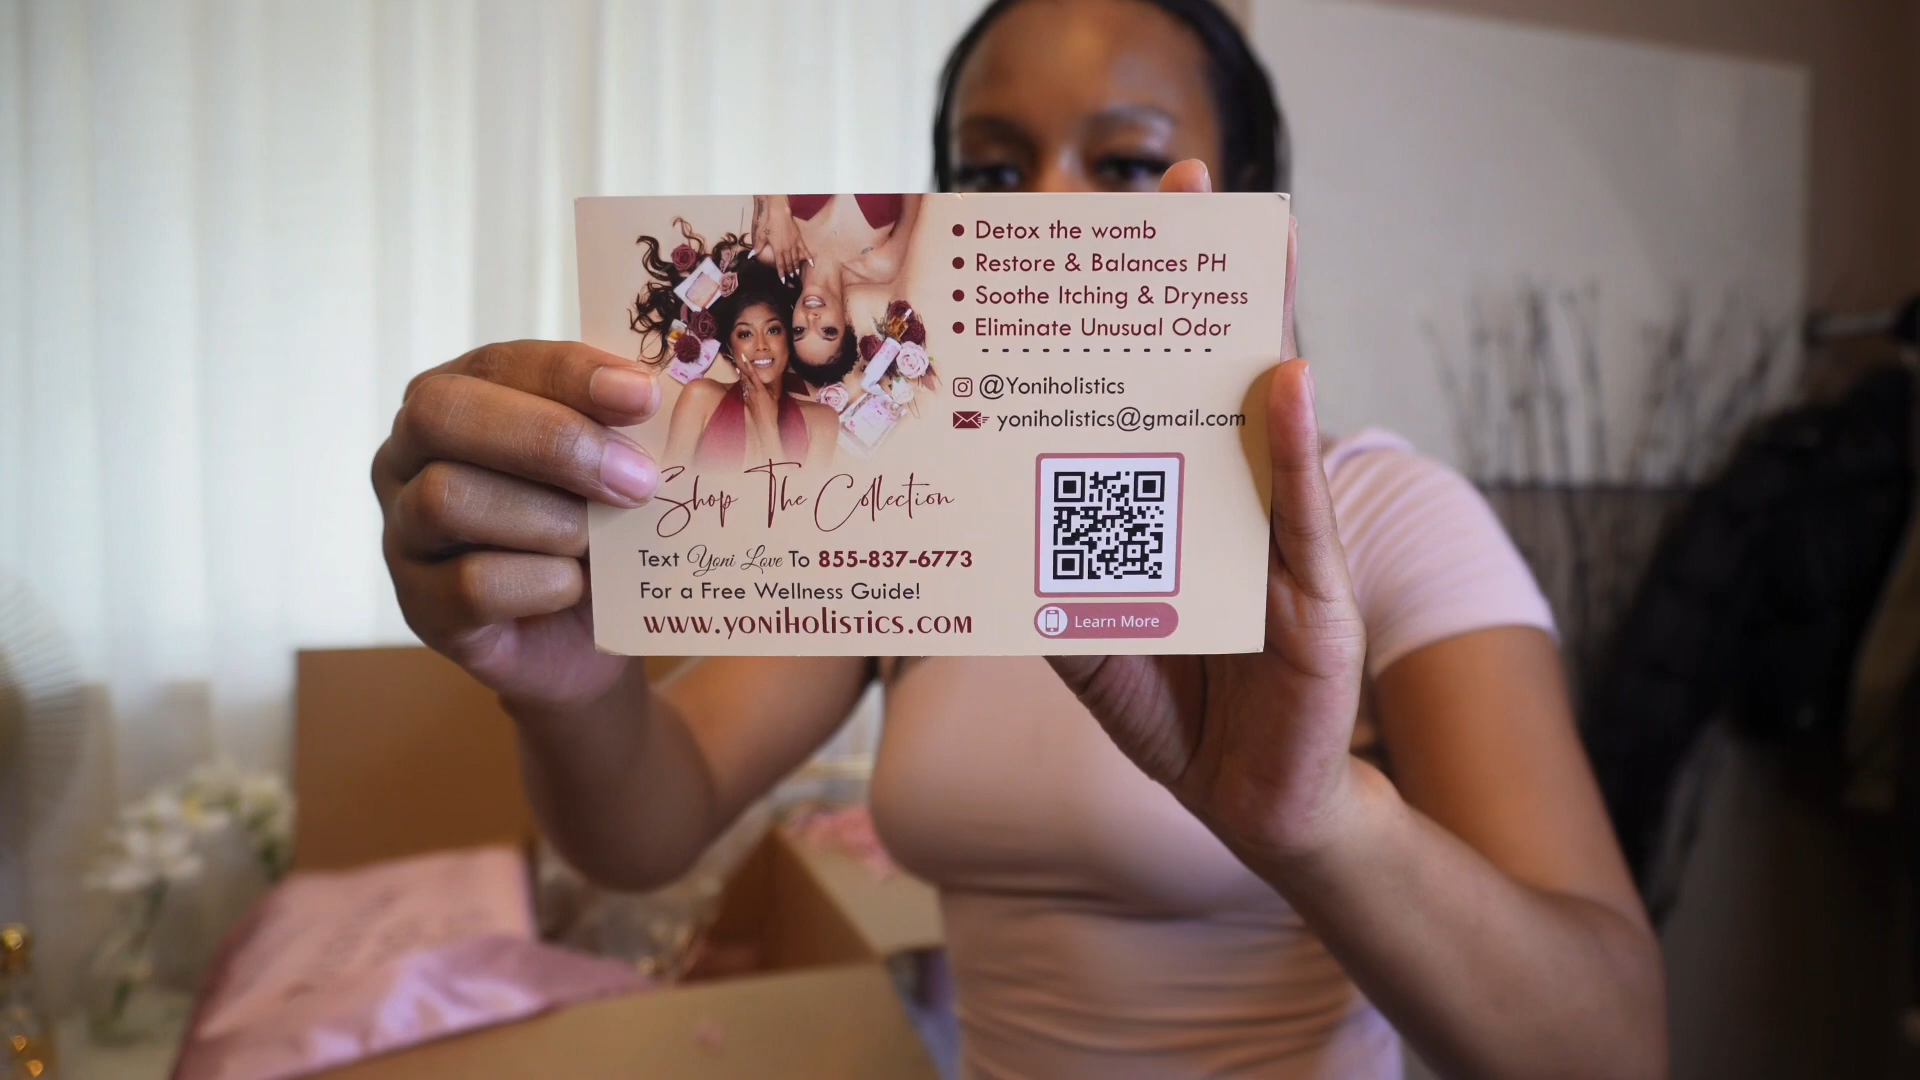 • Detox the womb
• Restore & Balances PH
• Soothe Itching & Dryness
• Eliminate Unusual Odor
@Yoniholistics
yoniholistics@gmail.com
Shop The Collection
Text Yoni Love To 855-837-6773
For a Free Wellness Guide!
www.yoniHolistics.com
Learn More